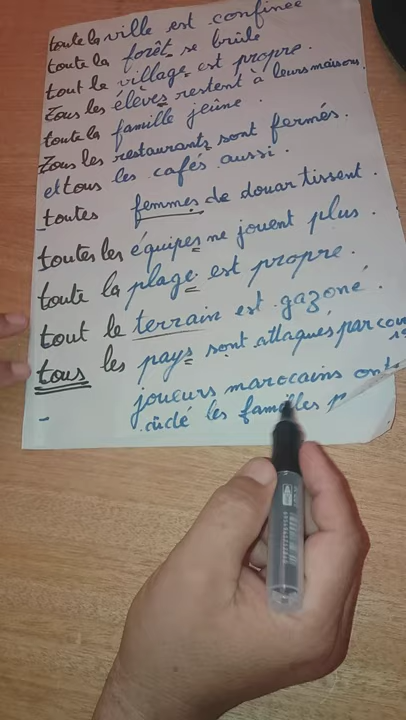 toute la ville est confinée
toute la forêt se brûle
tout le village est propre.
Tous les élèves restent à leurs maisons.
toute la famille jeûne.
Tous les restaurants sont fermés.
et tous les cafés aussi.
toutes femmes de douar tissent.
toutes les équipes ne jouent plus.
toute la plage est propre.
tout le terrain est gazoné.
tous les pays sont attaqués par
joueurs marocains ont
aidé les familles